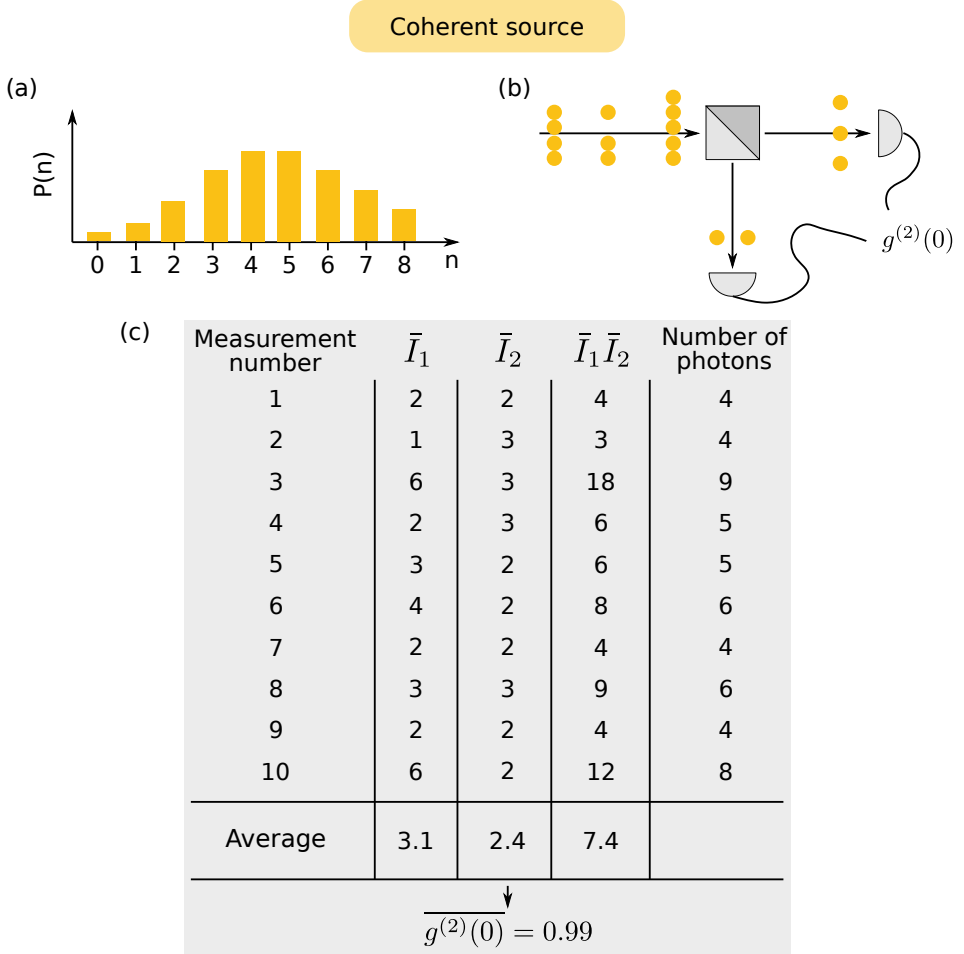 Coherent source
(a)
P(n)
0 1 2 3 4 5 6 7 8
n
(b)
g^{(2)}(0)
(c)
Measurement number Ī₁ Ī₂ Ī₁Ī₂ Number of photons
1 2 2 4 4
2 1 3 3 4
3 6 3 18 9
4 2 3 6 5
5 3 2 6 5
6 4 2 8 6
7 2 2 4 4
8 3 3 9 6
9 2 2 4 4
10 6 2 12 8
Average 3.1 2.4 7.4
\overline{g^{(2)}(0)} = 0.99